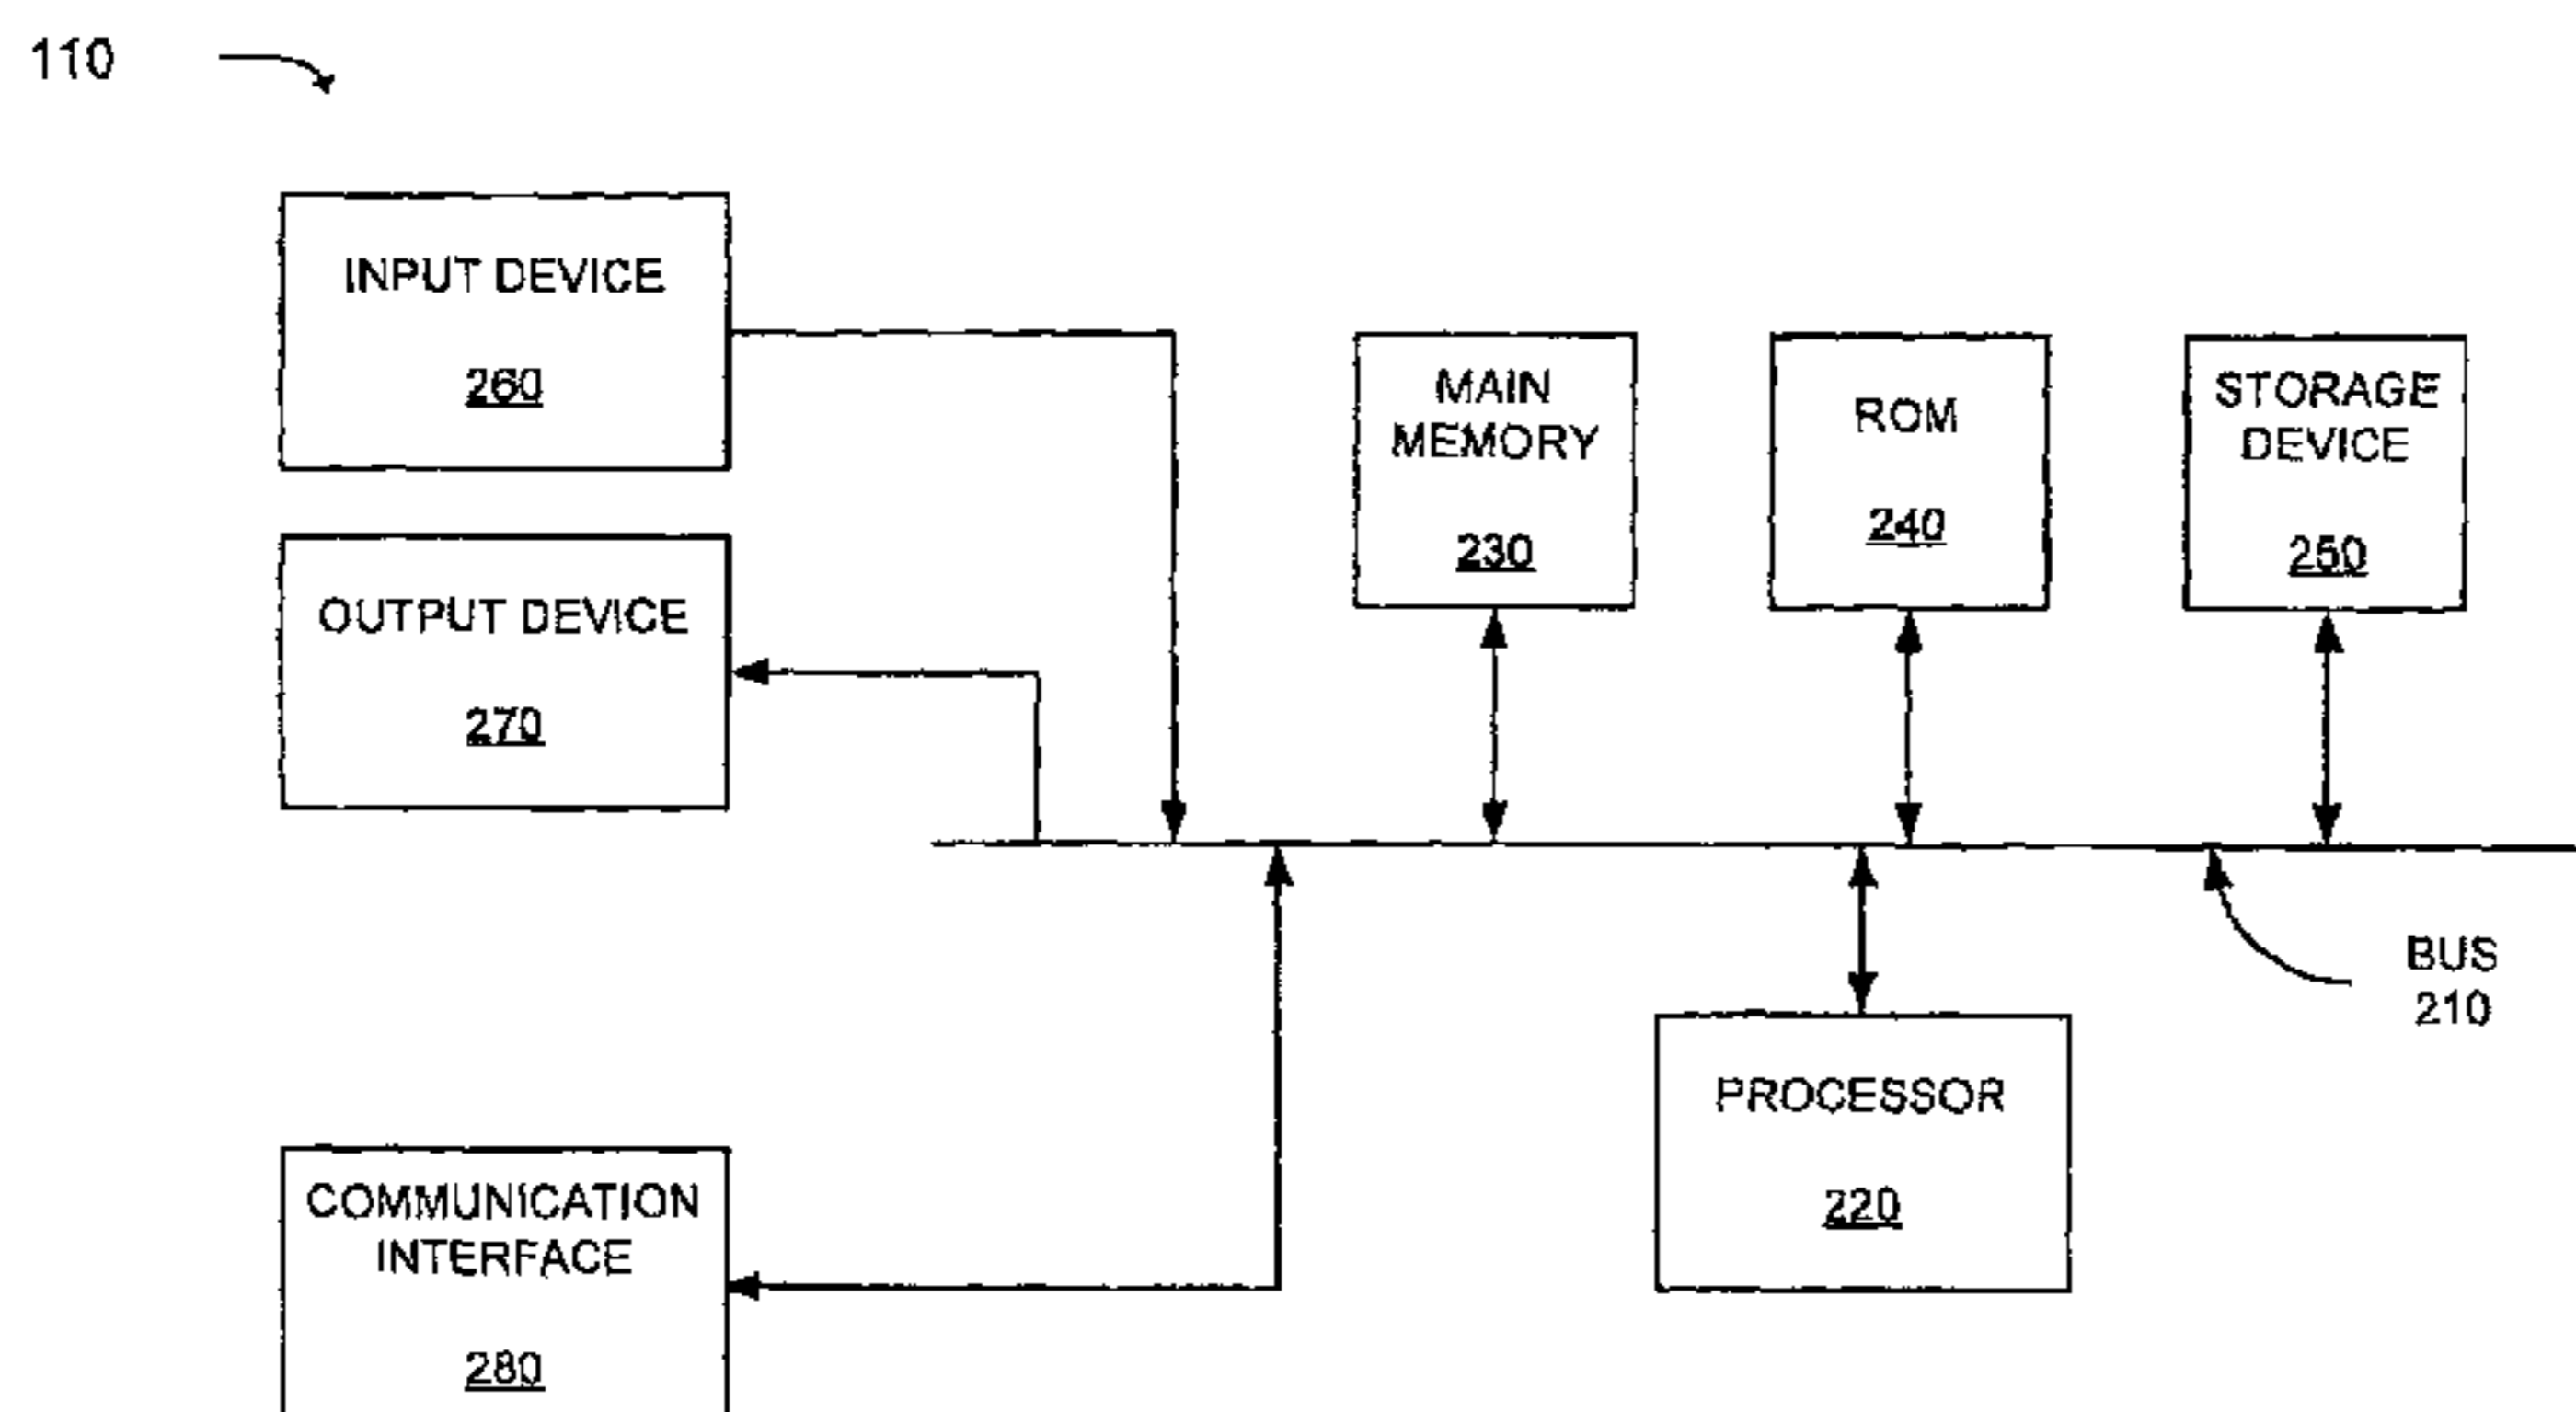 110
INPUT DEVICE
260
OUTPUT DEVICE
270
MAIN
MEMORY
230
ROM
240
STORAGE
DEVICE
250
BUS
210
PROCESSOR
220
COMMUNICATION
INTERFACE
280